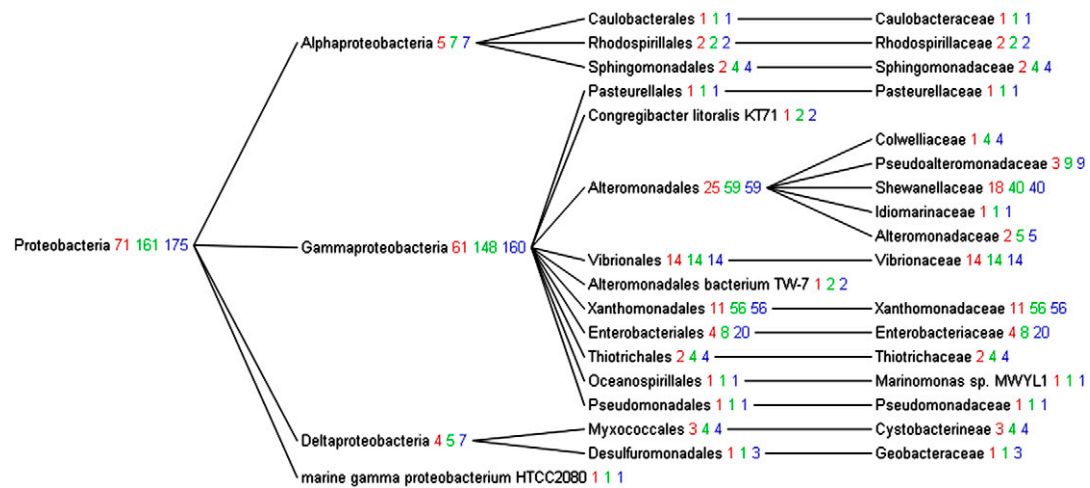 Caulobacterales 1 1 1 Caulobacteraceae 1 1 1
Alphaproteobacteria 5 7 7 Rhodospirillales 2 2 2 Rhodospirillaceae 2 2 2
Sphingomonadales 2 4 4 Sphingomonadaceae 2 4 4
Pasteurellales 1 1 1 Pasteurellaceae 1 1 1
Congregibacter litoralis KT71 1 2 2
Colwelliaceae 1 4 4
Pseudoalteromonadaceae 3 9 9
Alteromonadales 25 59 59 Shewanellaceae 18 40 40
Idiomarinaceae 1 1 1
Alteromonadaceae 2 5 5
Proteobacteria 71 161 175 Gammaproteobacteria 61 148 160
Vibrionales 14 14 14 Vibrionaceae 14 14 14
Alteromonadales bacterium TW-7 1 2 2
Xanthomonadales 11 56 56 Xanthomonadaceae 11 56 56
Enterobacteriales 4 8 20 Enterobacteriaceae 4 8 20
Thiotrichales 2 4 4 Thiotrichaceae 2 4 4
Oceanospirillales 1 1 1 Marinomonas sp. MWYL1 1 1 1
Pseudomonadales 1 1 1 Pseudomonadaceae 1 1 1
Myxococcales 3 4 4 Cystobacterineae 3 4 4
Deltaproteobacteria 4 5 7
Desulfuromonadales 1 1 3 Geobacteraceae 1 1 3
marine gamma proteobacterium HTCC2080 1 1 1